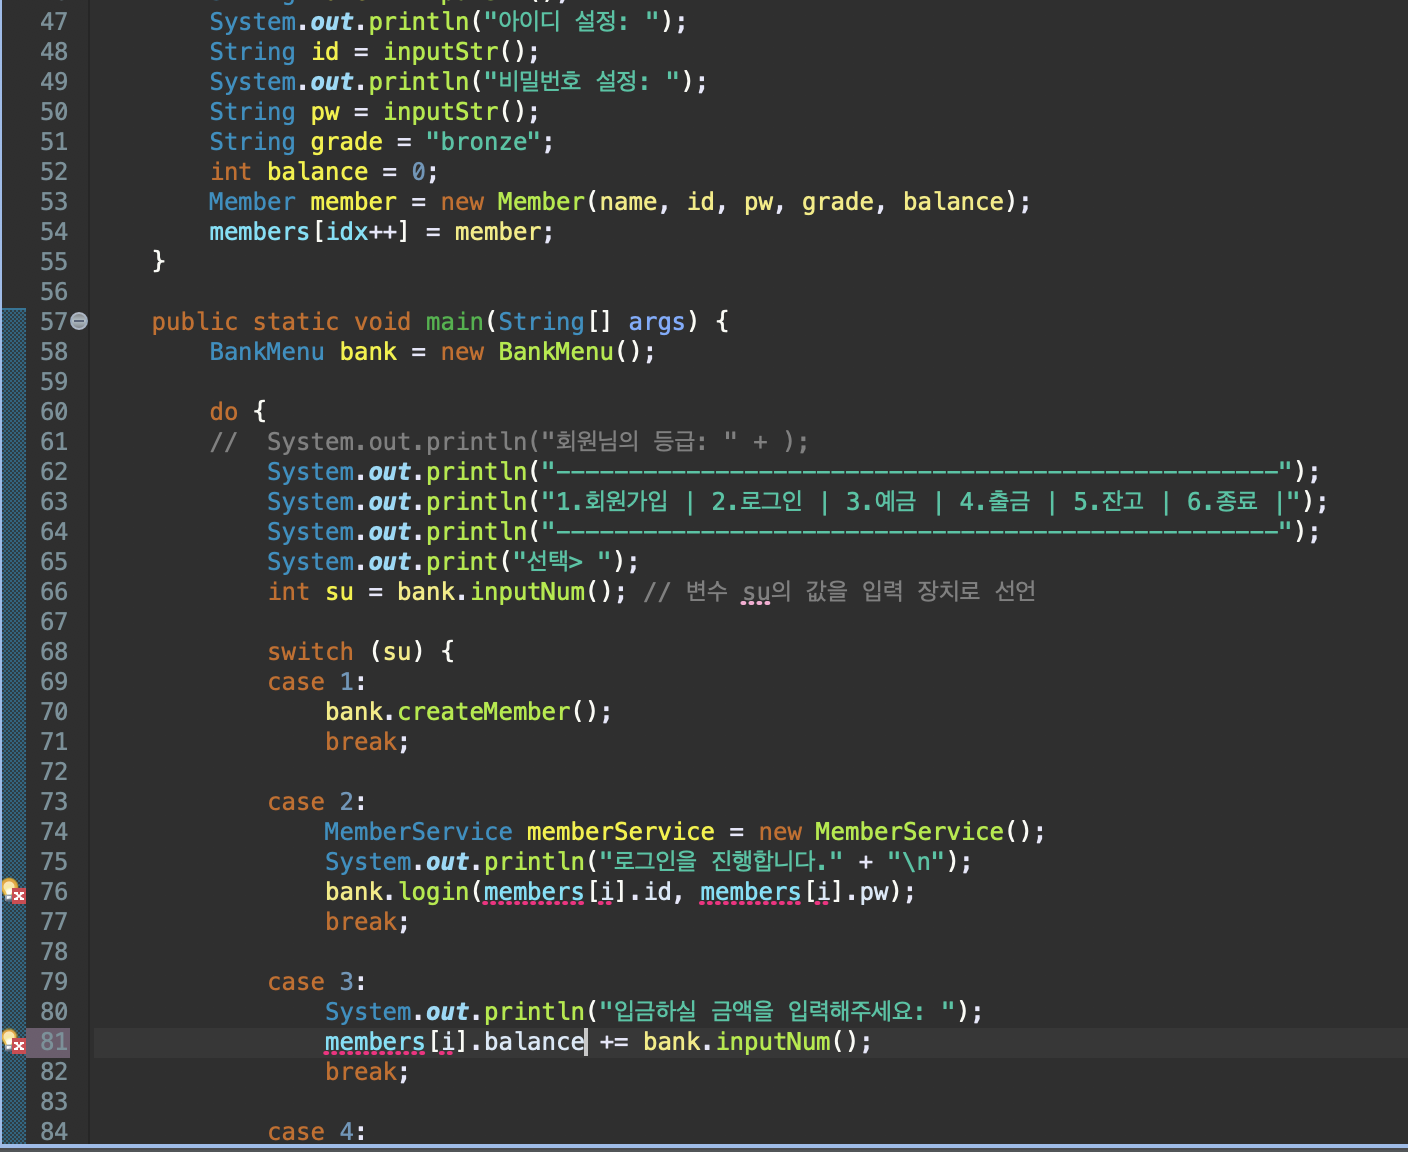 47 System.out.println("아이디 설정: ");
48 String id = inputStr();
49 System.out.println("비밀번호 설정: ");
50 String pw = inputStr();
51 String grade = "bronze";
52 int balance = 0;
53 Member member = new Member(name, id, pw, grade, balance);
54 members[idx++] = member;
55 }
56
57 public static void main(String[] args) {
58 BankMenu bank = new BankMenu();
59
60 do {
61 // System.out.println("회원님의 등급: " + );
62 System.out.println("--------------------------------------------------");
63 System.out.println("1.회원가입 | 2.로그인 | 3.예금 | 4.출금 | 5.잔고 | 6.종료 |");
64 System.out.println("--------------------------------------------------");
65 System.out.print("선택> ");
66 int su = bank.inputNum(); // 변수 su의 값을 입력 장치로 선언
67
68 switch (su) {
69 case 1:
70 bank.createMember();
71 break;
72
73 case 2:
74 MemberService memberService = new MemberService();
75 System.out.println("로그인을 진행합니다." + "\n");
76 bank.login(members[i].id, members[i].pw);
77 break;
78
79 case 3:
80 System.out.println("입금하실 금액을 입력해주세요: ");
81 members[i].balance += bank.inputNum();
82 break;
83
84 case 4: